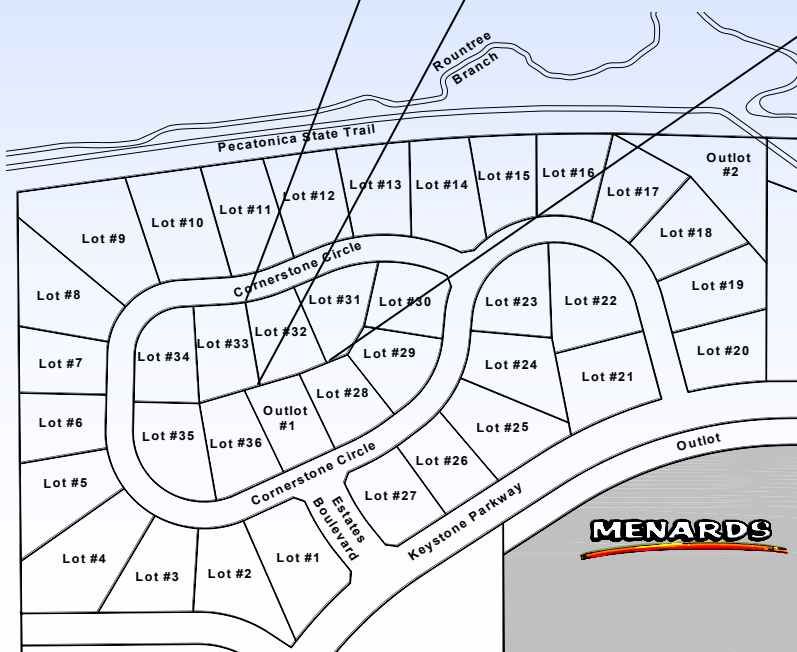 Rountree
Branch
Pecatonica State Trail
Outlot
#2
Lot #15
Lot #16
Lot #14
Lot #13
Lot #12
Lot #17
Lot #11
Lot #10
Lot #18
Lot #9
Cornerstone Circle
Lot #19
Lot #8
Lot #31
Lot #30
Lot #23
Lot #22
Lot #32
Lot #33
Lot #34
Lot #20
Lot #29
Lot #7
Lot #24
Lot #21
Lot #28
Outlot
#1
Lot #6
Lot #35
Lot #36
Lot #25
Outlot
Lot #26
Cornerstone Circle
Lot #5
Lot #27
Estates
Boulevard
Keystone Parkway
MENARDS
Lot #4
Lot #1
Lot #2
Lot #3